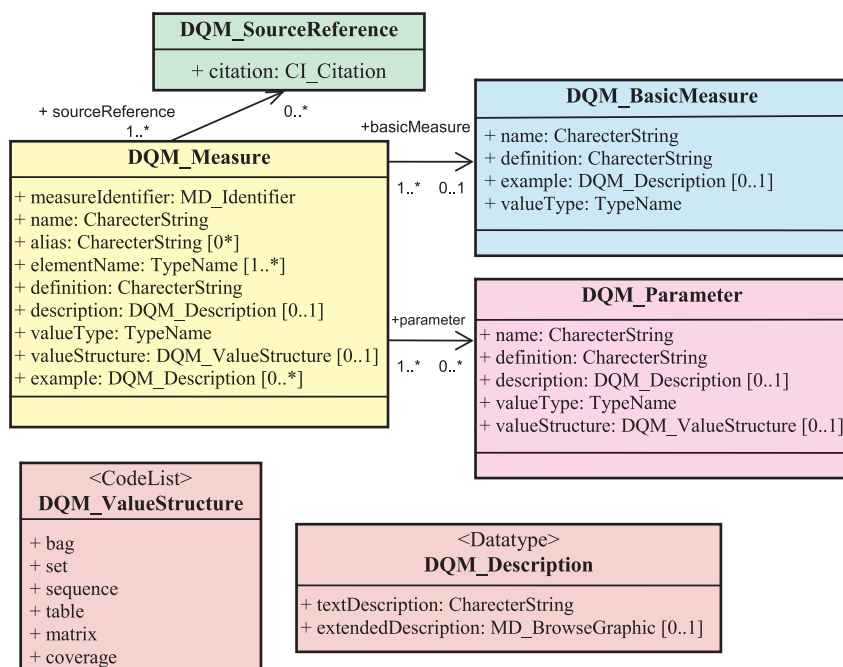 DQM_SourceReference
+ citation: CI_Citation
+ sourceReference
1..*
0..*
DQM_Measure
+ measureIdentifier: MD_Identifier
+ name: CharecterString
+ alias: CharecterString [0*]
+ elementName: TypeName [1..*]
+ definition: CharecterString
+ description: DQM_Description [0..1]
+ valueType: TypeName
+ valueStructure: DQM_ValueStructure [0..1]
+ example: DQM_Description [0..*]
+basicMeasure
1..*
0..1
DQM_BasicMeasure
+ name: CharecterString
+ definition: CharecterString
+ example: DQM_Description [0..1]
+ valueType: TypeName
+parameter
1..*
0..*
DQM_Parameter
+ name: CharecterString
+ definition: CharecterString
+ description: DQM_Description [0..1]
+ valueType: TypeName
+ valueStructure: DQM_ValueStructure [0..1]
<CodeList>
DQM_ValueStructure
+ bag
+ set
+ sequence
+ table
+ matrix
+ coverage
<Datatype>
DQM_Description
+ textDescription: CharecterString
+ extendedDescription: MD_BrowseGraphic [0..1]